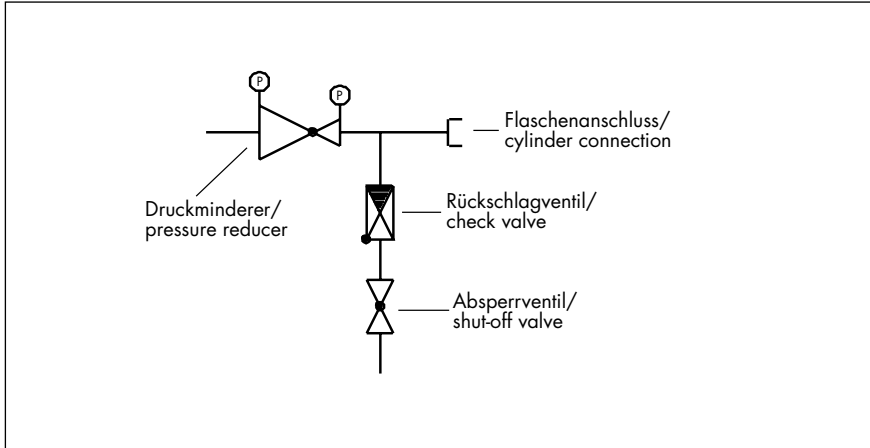 P
P
Flaschenanschluss/
cylinder connection
Druckminderer/
pressure reducer
Rückschlagventil/
check valve
Absperrventil/
shut-off valve